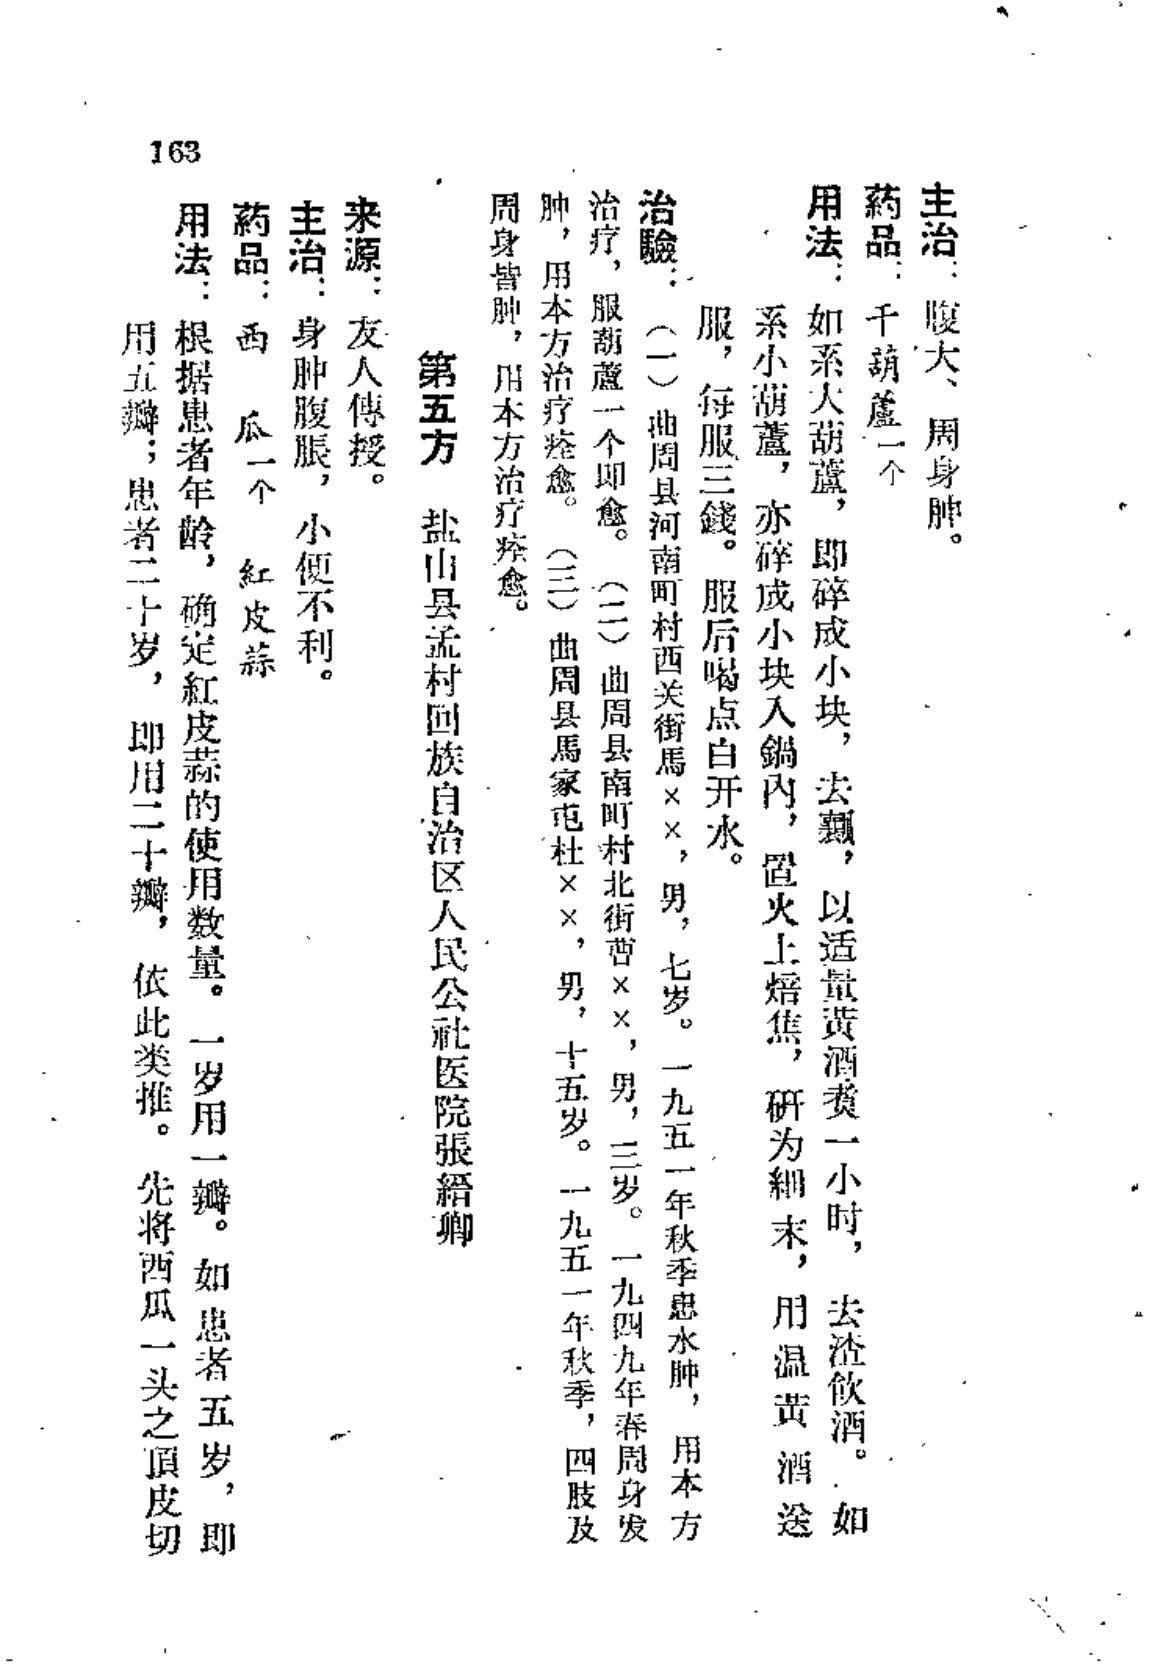 主治：腹大、周身肿。
药品：干葫蘆一个
用法：如系大葫蘆，即碎成小块，去瓤，以适量黄酒煑一小时，去渣飲酒。如
系小葫蘆，亦碎成小块入鍋內，置火上焙焦，研为細末，用温黄酒送
服，每服三錢。服后喝点白开水。
治驗：（一）曲周县河南町村西关街馬××，男，七岁。一九五一年秋季患水肿，用本方
治疗，服葫蘆一个即愈。（二）曲周县南町村北街曹××，男，三岁。一九四九年春周身发
肿，用本方治疗痊愈。（三）曲周县馬家屯杜××，男，十五岁。一九五一年秋季，四肢及
周身皆肿，用本方治疗痊愈。
第五方 盐山县孟村回族自治区人民公社医院張縉卿
来源：友人傳授。
主治：身肿腹脹，小便不利。
葯品：西瓜一个 紅皮蒜
用法：根据患者年龄，确定紅皮蒜的使用数量。一岁用一瓣。如患者五岁，即
用五瓣；患者二十岁，即用二十瓣，依此类推。先将西瓜一头之頂皮切
163